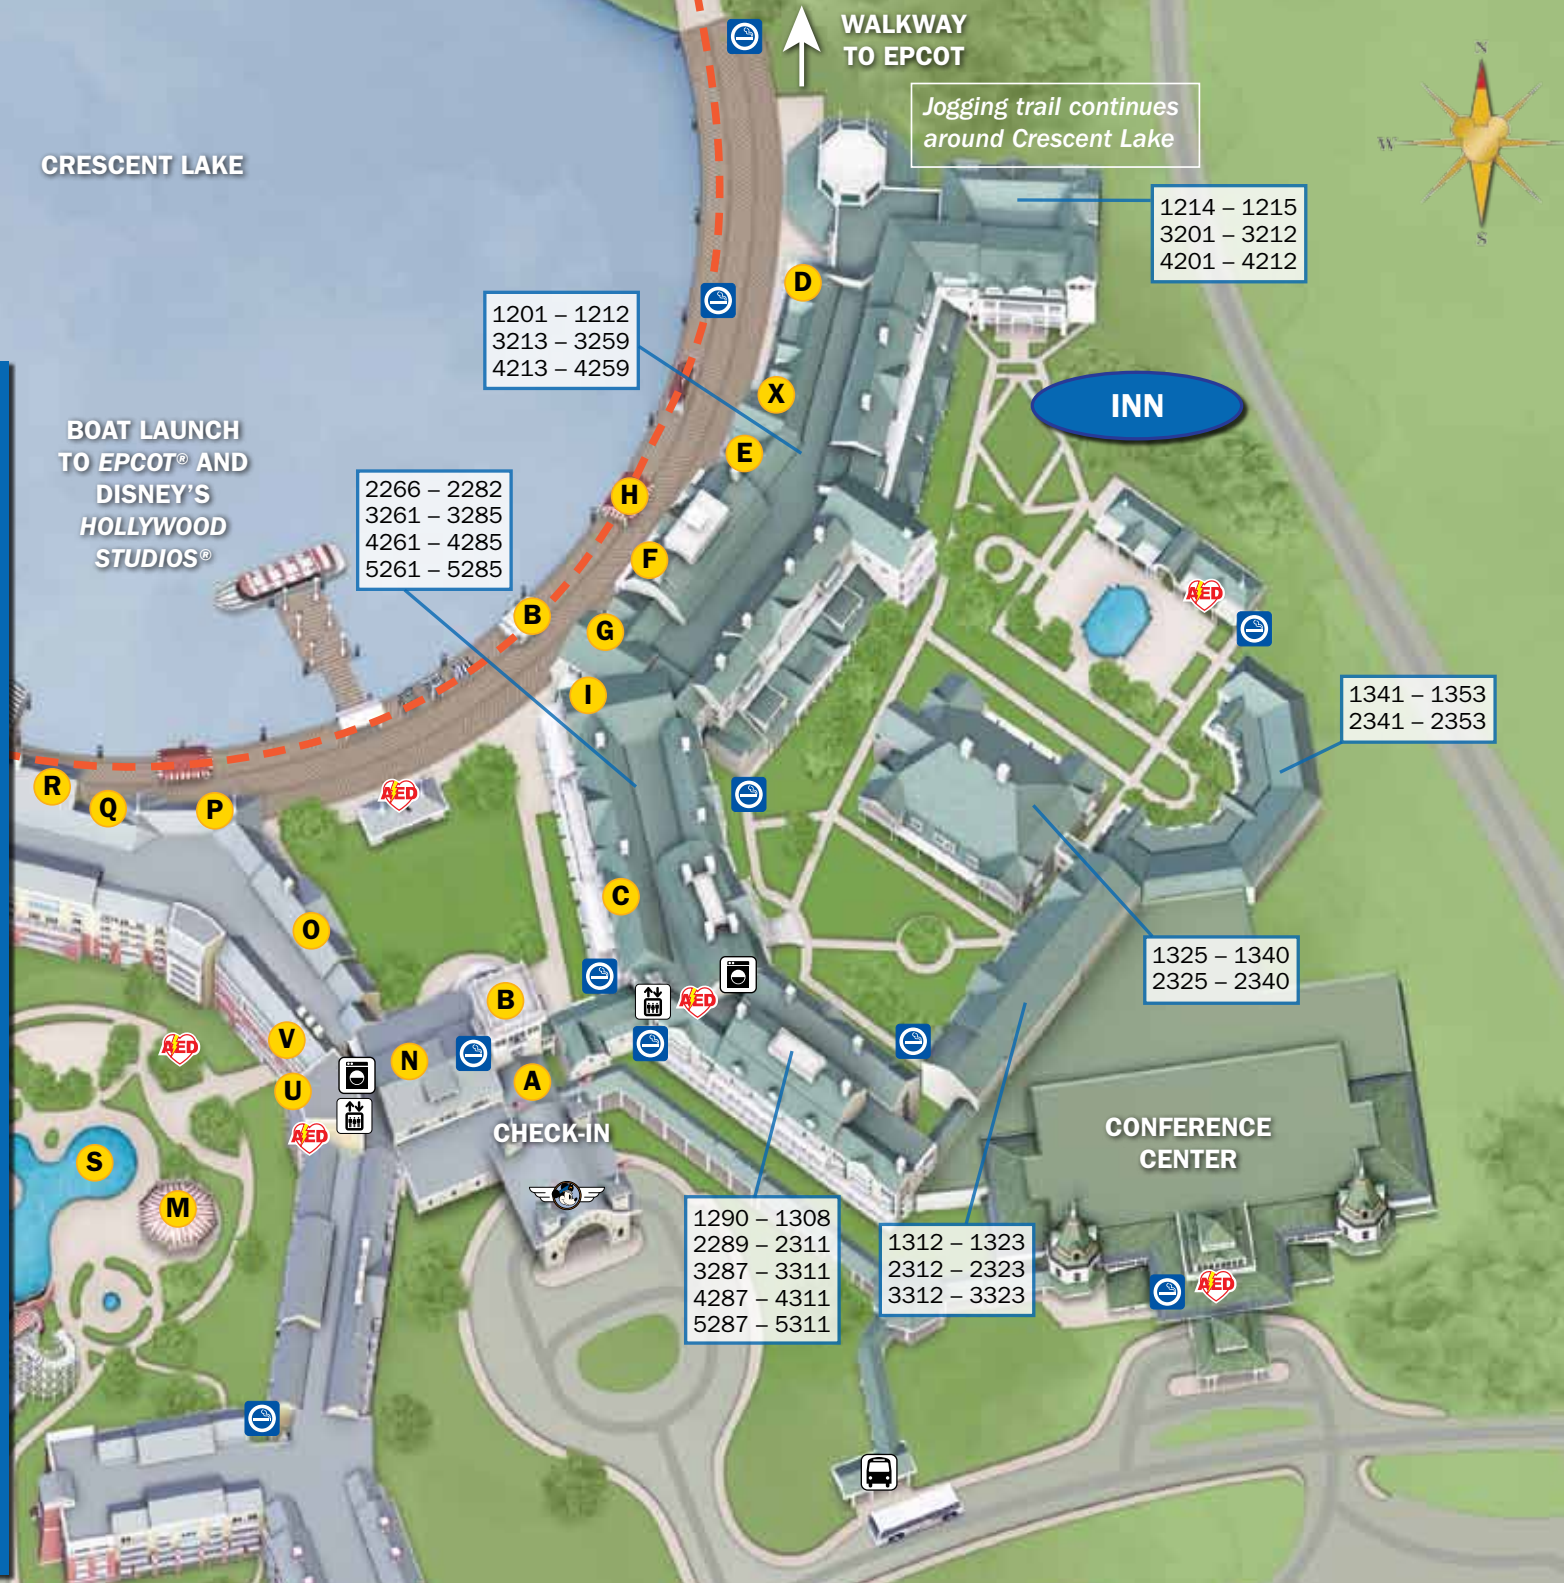 WALKWAY
TO EPCOT
Jogging trail continues
around Crescent Lake
N
W
S
CRESCENT LAKE
1214 – 1215
3201 – 3212
4201 – 4212
D
1201 – 1212
3213 – 3259
4213 – 4259
X
INN
E
BOAT LAUNCH
TO EPCOT® AND
DISNEY'S
HOLLYWOOD
STUDIOS®
2266 – 2282
3261 – 3285
4261 – 4285
5261 – 5285
H
F
B
G
AED
I
1341 – 1353
2341 – 2353
R
Q
P
AED
C
O
1325 – 1340
2325 – 2340
B
AED
V
AED
N
A
U
AED
CHECK-IN
CONFERENCE
CENTER
S
M
1290 – 1308
2289 – 2311
3287 – 3311
4287 – 4311
5287 – 5311
1312 – 1323
2312 – 2323
3312 – 3323
AED